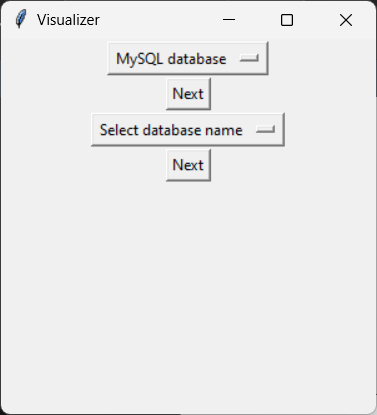 Visualizer
MySQL database
Next
Select database name
Next